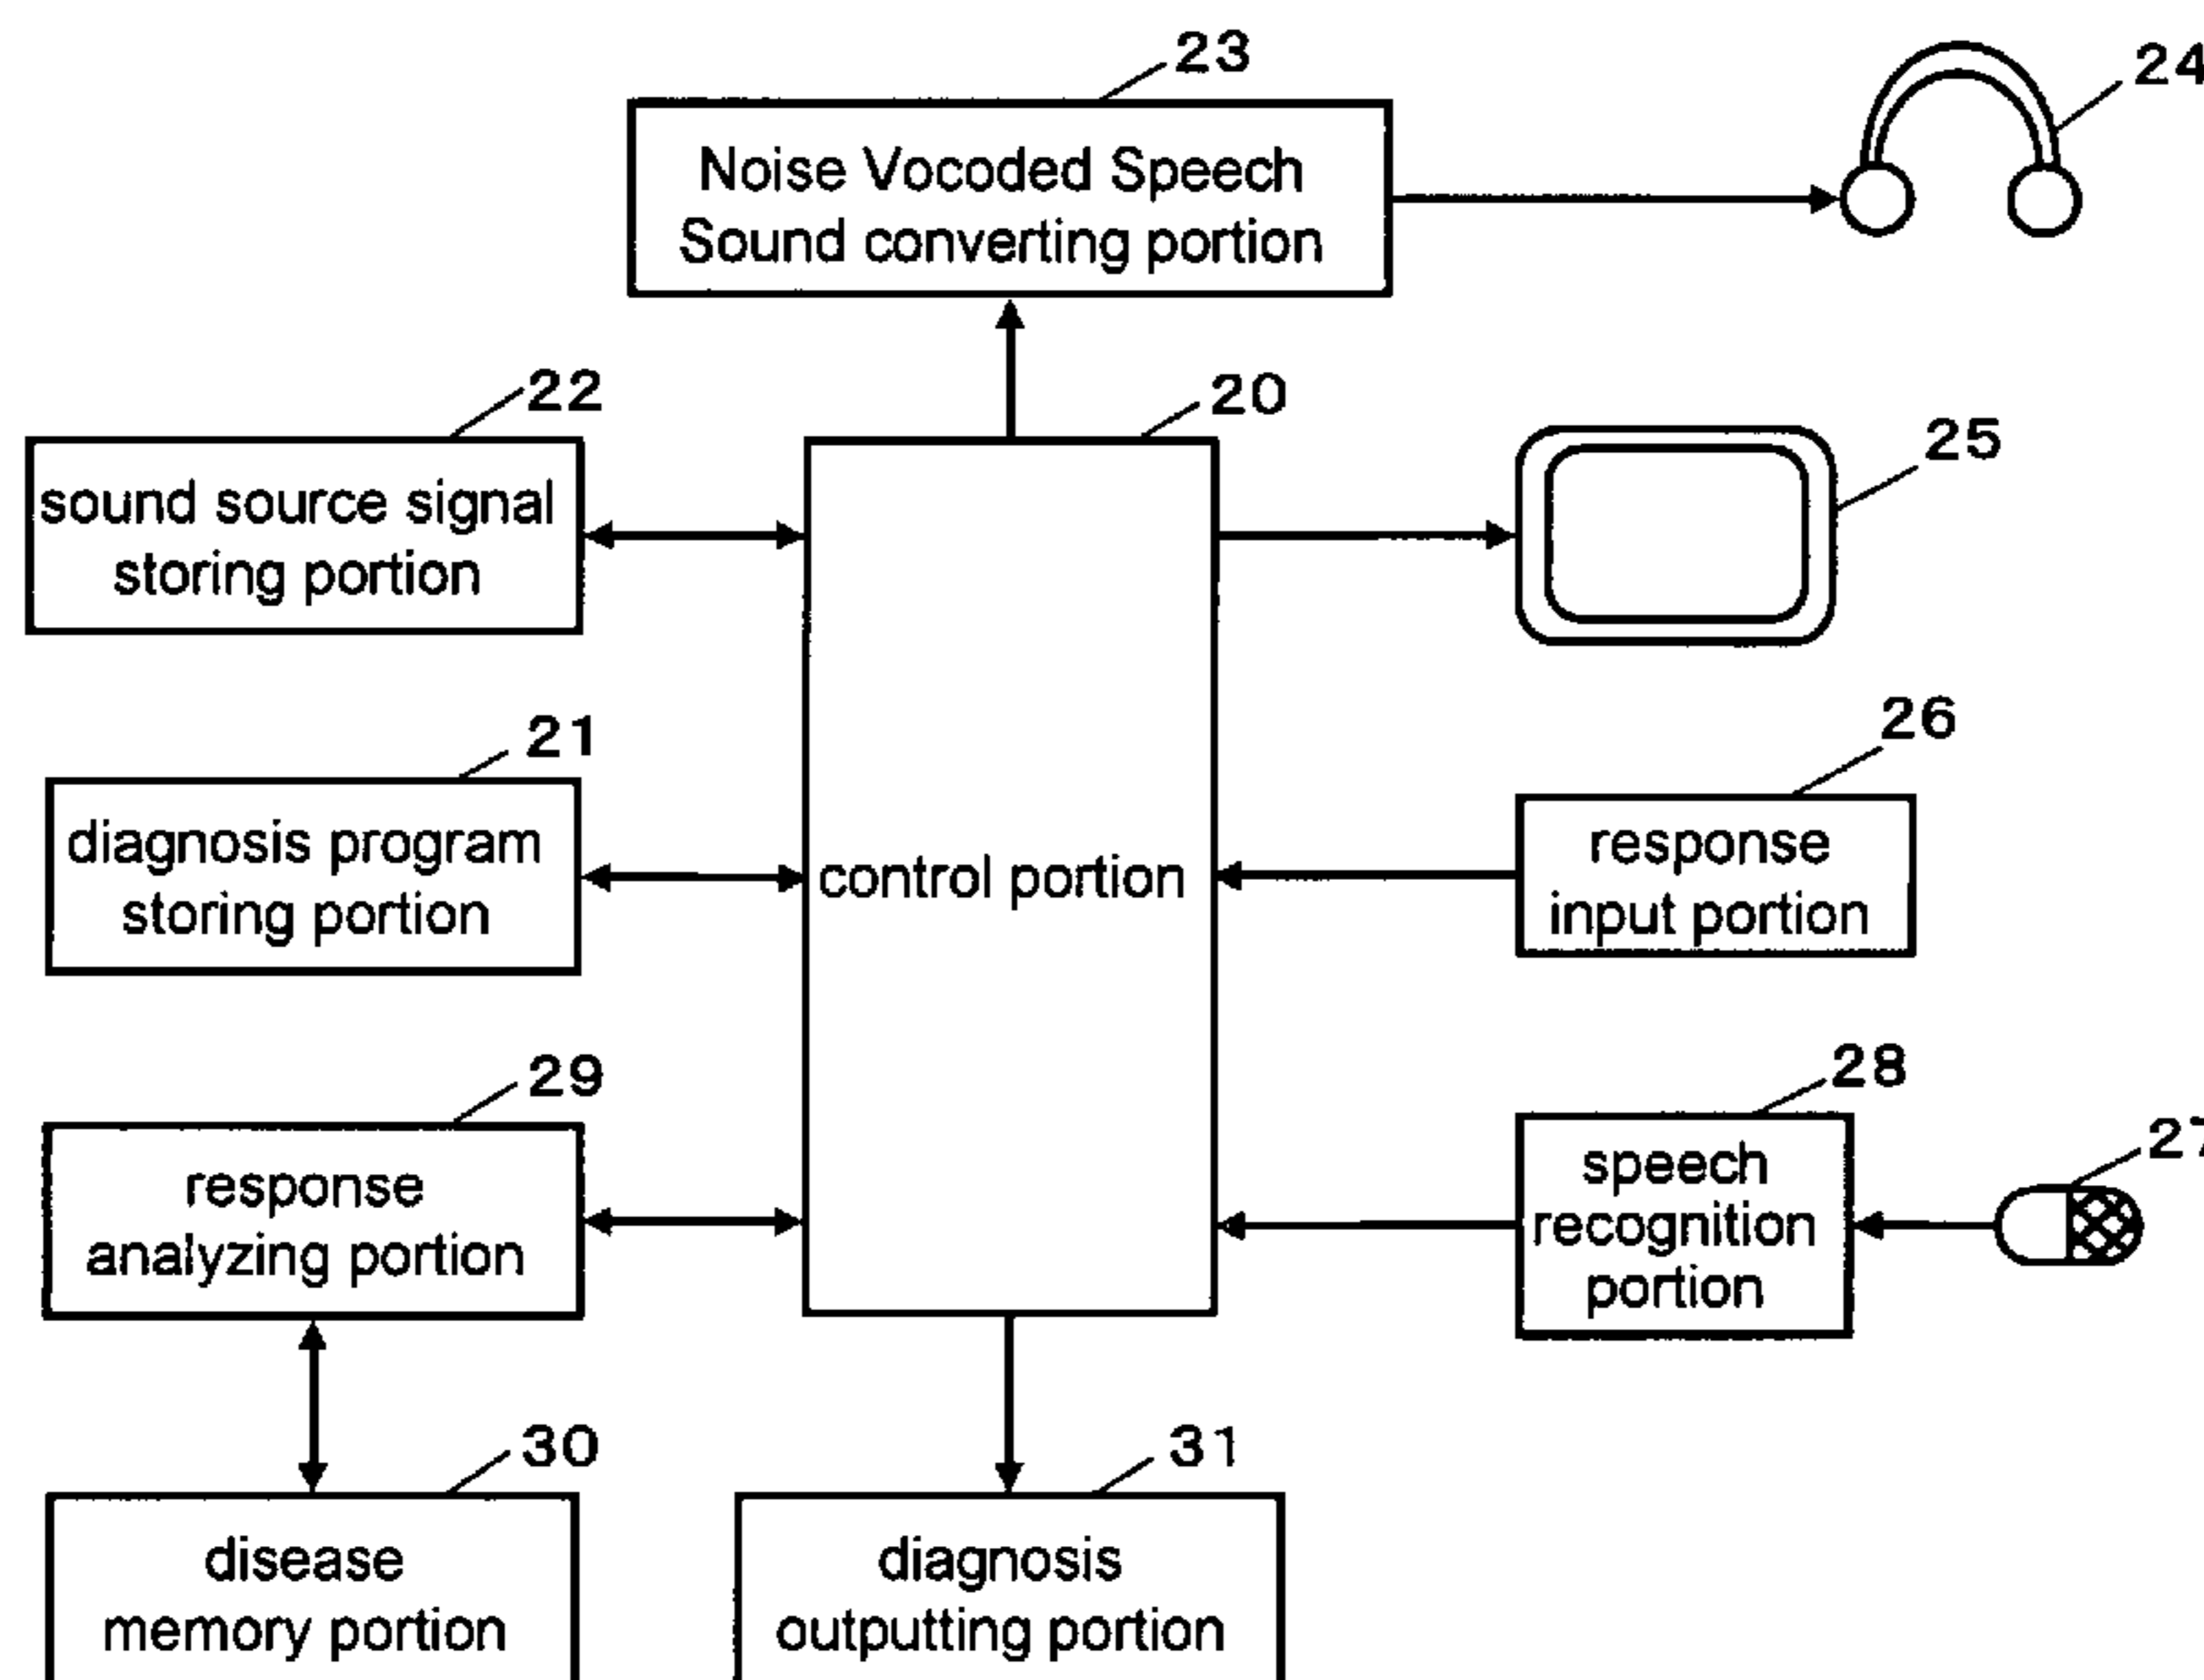 23
24
Noise Vocoded Speech
Sound converting portion
22
20
25
sound source signal
storing portion
21
26
diagnosis program
storing portion
control portion
response
input portion
29
28
27
response
analyzing portion
speech
recognition
portion
30
31
disease
memory portion
diagnosis
outputting portion